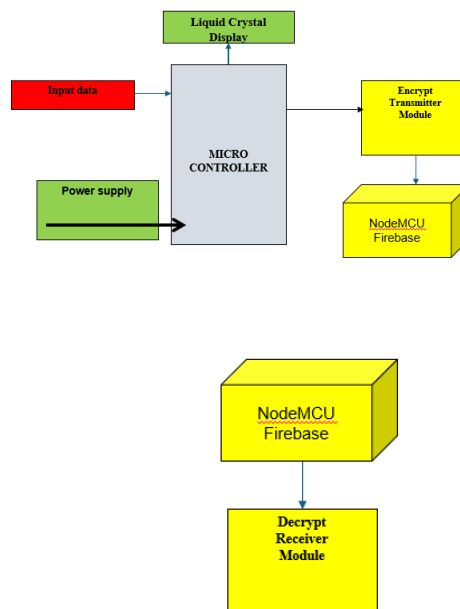 Liquid Crystal
Display
Input data
Encrypt
Transmitter
Module
MICRO
CONTROLLER
Power supply
NodeMCU
Firebase
NodeMCU
Firebase
Decrypt
Receiver
Module